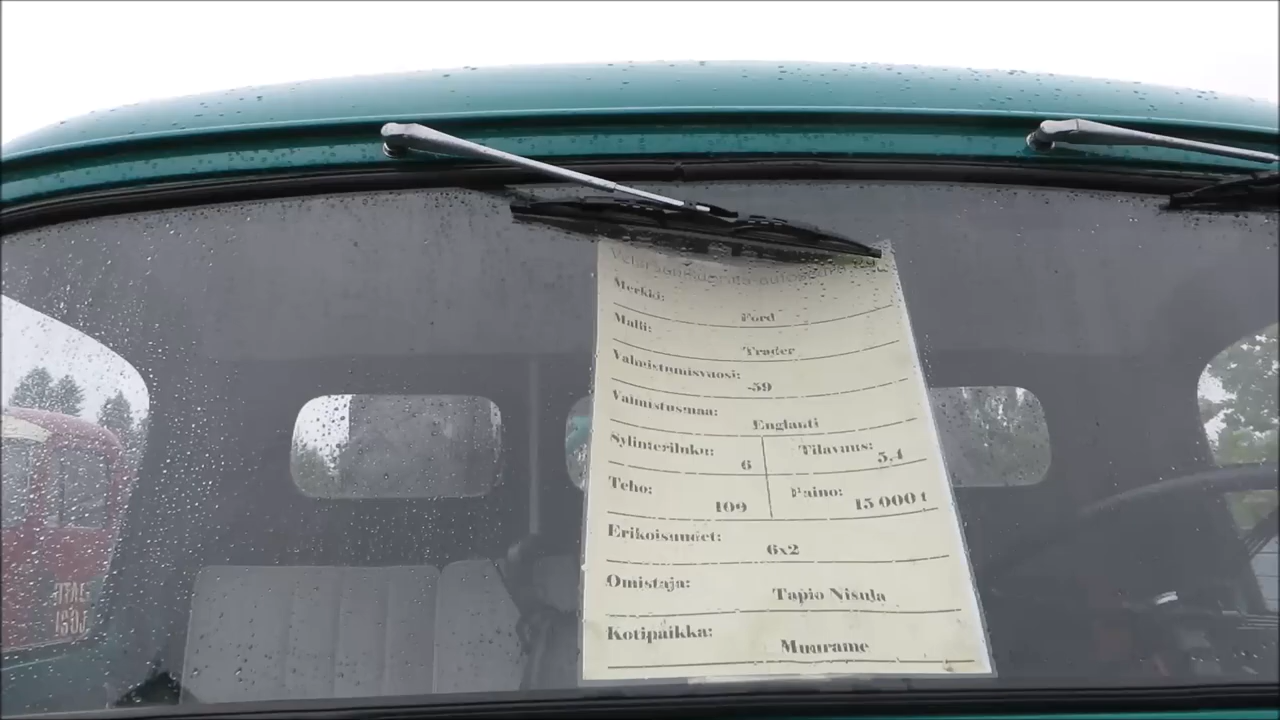 Merkki: Ford
Malli: Trader
Valmistumisvuosi: -59
Valmistusmaa: Englanti
Sylinteriluku: 6 Tilavuus: 5,4
Teho: 109 Paino: 15 000 t
Erikoisuudet: 6x2
Omistaja: Tapio Nisula
Kotipaikka: Muurame